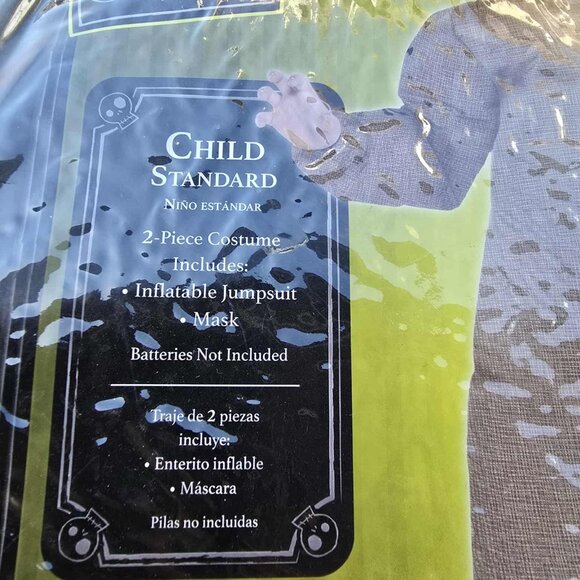 CHILD
STANDARD
NIÑO ESTÁNDAR
2-Piece Costume
Includes:
• Inflatable Jumpsuit
• Mask
Batteries Not Included
Traje de 2 piezas
incluye:
• Enterito inflable
• Máscara
Pilas no incluidas